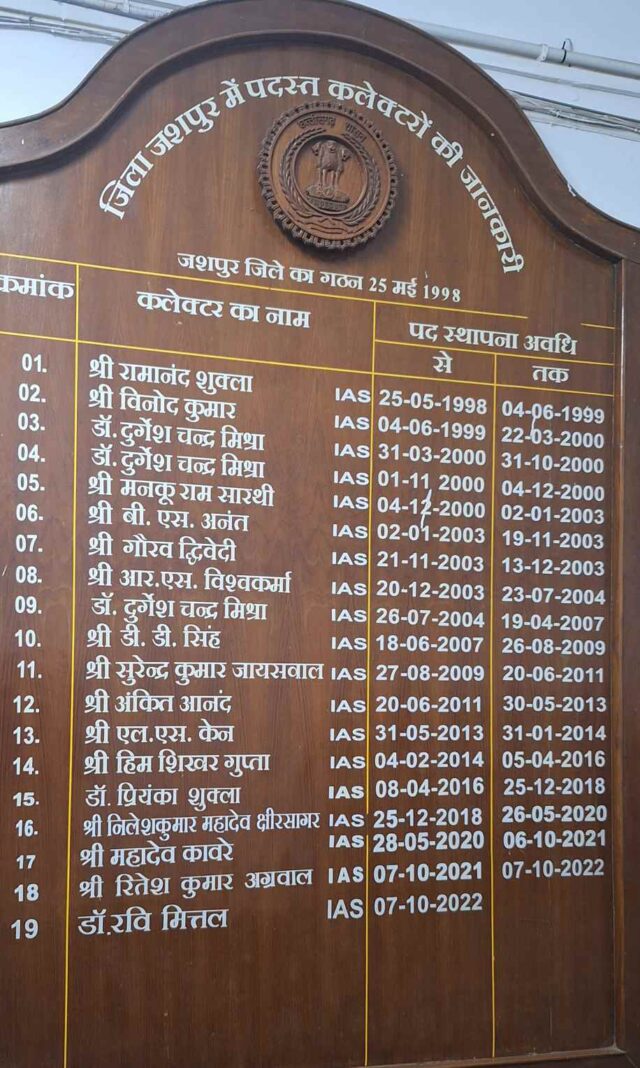 जिला जशपुर में पदस्त कलेक्टरों की जानकारी
जशपुर जिले का गठन 25 मई 1998
क्रमांक कलेक्टर का नाम पद स्थापना अवधि
से तक
01. श्री रामानंद शुक्ला IAS 25-05-1998 04-06-1999
02. श्री विनोद कुमार IAS 04-06-1999 22-03-2000
03. डॉ. दुर्गेश चन्द्र मिश्रा IAS 31-03-2000 31-10-2000
04. डॉ. दुर्गेश चन्द्र मिश्रा IAS 01-11 2000 04-12-2000
05. श्री मनकू राम सारथी IAS 04-12-2000 02-01-2003
06. श्री बी. एस. अनंत IAS 02-01-2003 19-11-2003
07. श्री गौरव द्विवेदी IAS 21-11-2003 13-12-2003
08. श्री आर.एस. विश्वकर्मा IAS 20-12-2003 23-07-2004
09. डॉ. दुर्गेश चन्द्र मिश्रा IAS 26-07-2004 19-04-2007
10. श्री डी. डी. सिंह IAS 18-06-2007 26-08-2009
11. श्री सुरेन्द्र कुमार जायसवाल IAS 27-08-2009 20-06-2011
12. श्री अंकित आनंद IAS 20-06-2011 30-05-2013
13. श्री एल.एस. केन IAS 31-05-2013 31-01-2014
14. श्री हिम शिखर गुप्ता IAS 04-02-2014 05-04-2016
15. डॉ. प्रियंका शुक्ला IAS 08-04-2016 25-12-2018
16. श्री निलेशकुमार महादेव क्षीरसागर IAS 25-12-2018 26-05-2020
17 श्री महादेव कावरे IAS 28-05-2020 06-10-2021
18 श्री रितेश कुमार अग्रवाल IAS 07-10-2021 07-10-2022
19 डॉ.रवि मित्तल IAS 07-10-2022